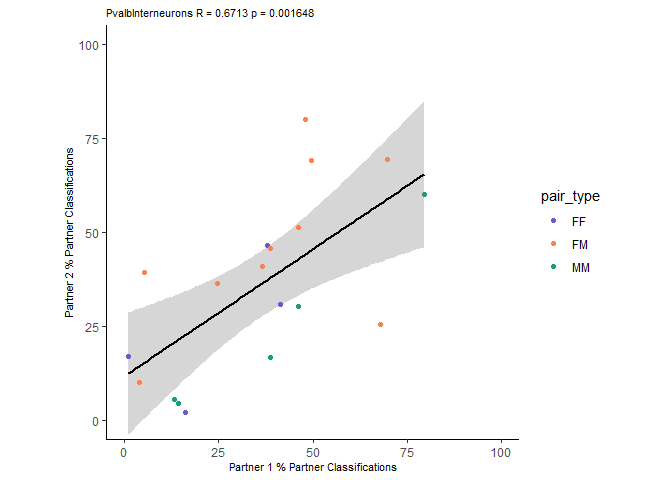 PvalbInterneurons R = 0.6713 p = 0.001648
100
75
50
25
0
Partner 2 % Partner Classifications
0 25 50 75 100
Partner 1 % Partner Classifications
pair_type
FF
FM
MM